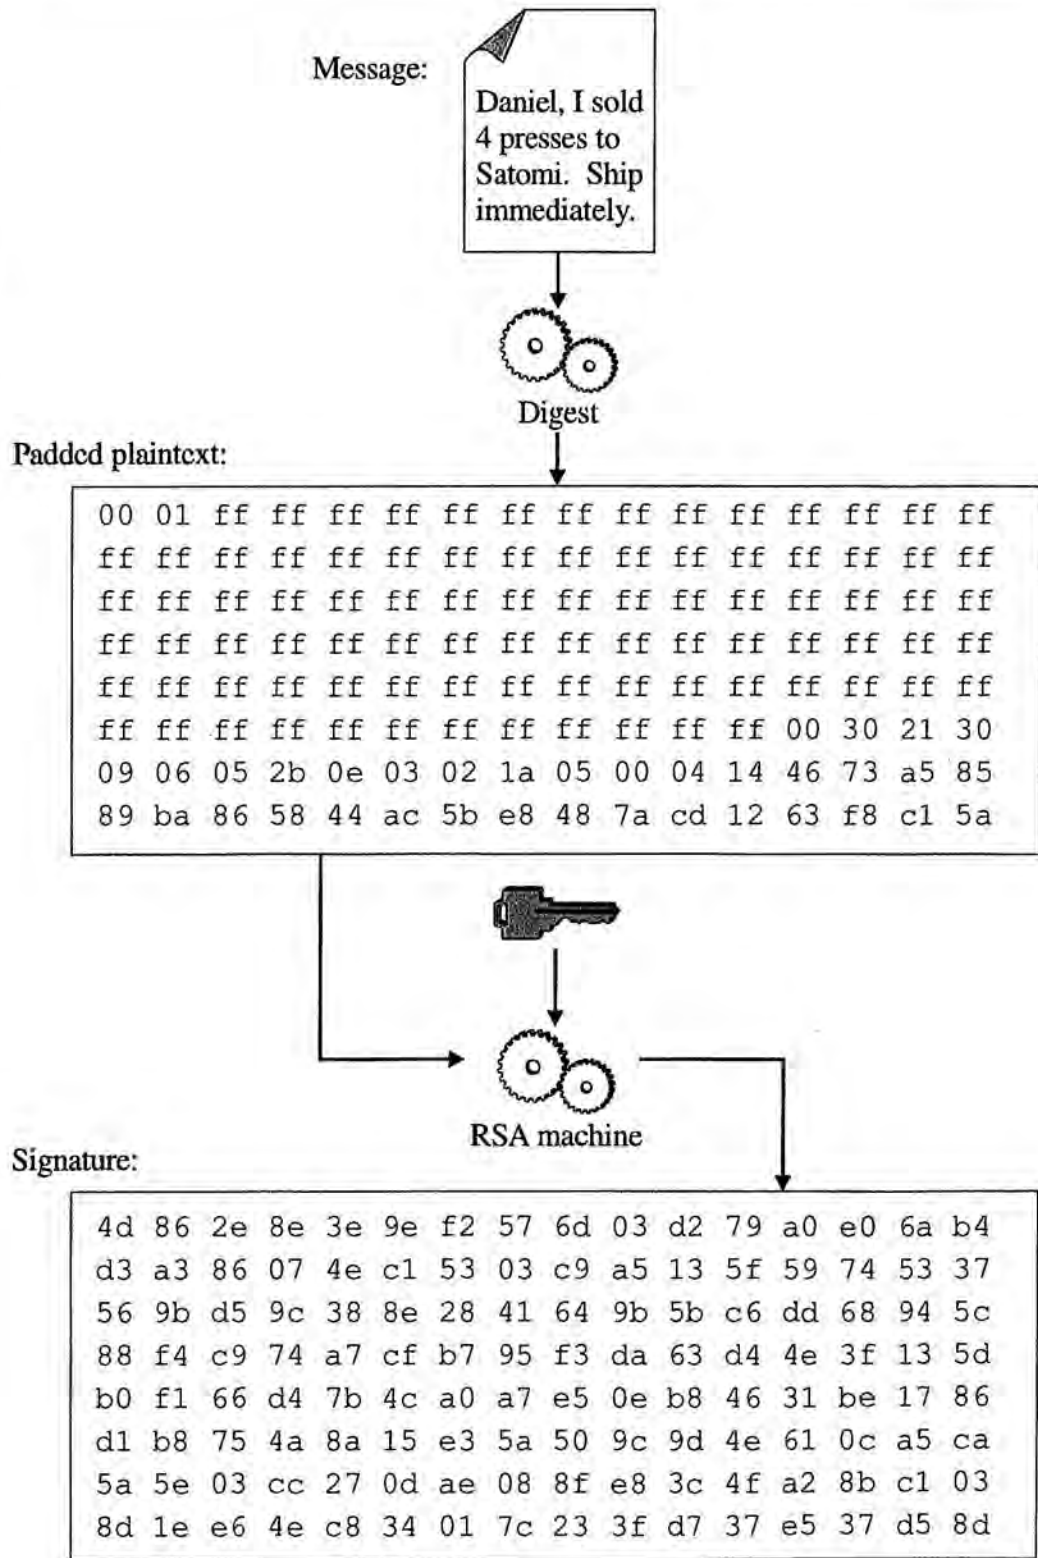 Message:
Daniel, I sold
4 presses to
Satomi.  Ship
immediately.
Digest
Padded plaintext:
00 01 ff ff ff ff ff ff ff ff ff ff ff ff ff ff
ff ff ff ff ff ff ff ff ff ff ff ff ff ff ff ff
ff ff ff ff ff ff ff ff ff ff ff ff ff ff ff ff
ff ff ff ff ff ff ff ff ff ff ff ff ff ff ff ff
ff ff ff ff ff ff ff ff ff ff ff ff ff ff ff ff
ff ff ff ff ff ff ff ff ff ff ff ff 00 30 21 30
09 06 05 2b 0e 03 02 1a 05 00 04 14 46 73 a5 85
89 ba 86 58 44 ac 5b e8 48 7a cd 12 63 f8 c1 5a
RSA machine
Signature:
4d 86 2e 8e 3e 9e f2 57 6d 03 d2 79 a0 e0 6a b4
d3 a3 86 07 4e c1 53 03 c9 a5 13 5f 59 74 53 37
56 9b d5 9c 38 8e 28 41 64 9b 5b c6 dd 68 94 5c
88 f4 c9 74 a7 cf b7 95 f3 da 63 d4 4e 3f 13 5d
b0 f1 66 d4 7b 4c a0 a7 e5 0e b8 46 31 be 17 86
d1 b8 75 4a 8a 15 e3 5a 50 9c 9d 4e 61 0c a5 ca
5a 5e 03 cc 27 0d ae 08 8f e8 3c 4f a2 8b c1 03
8d 1e e6 4e c8 34 01 7c 23 3f d7 37 e5 37 d5 8d